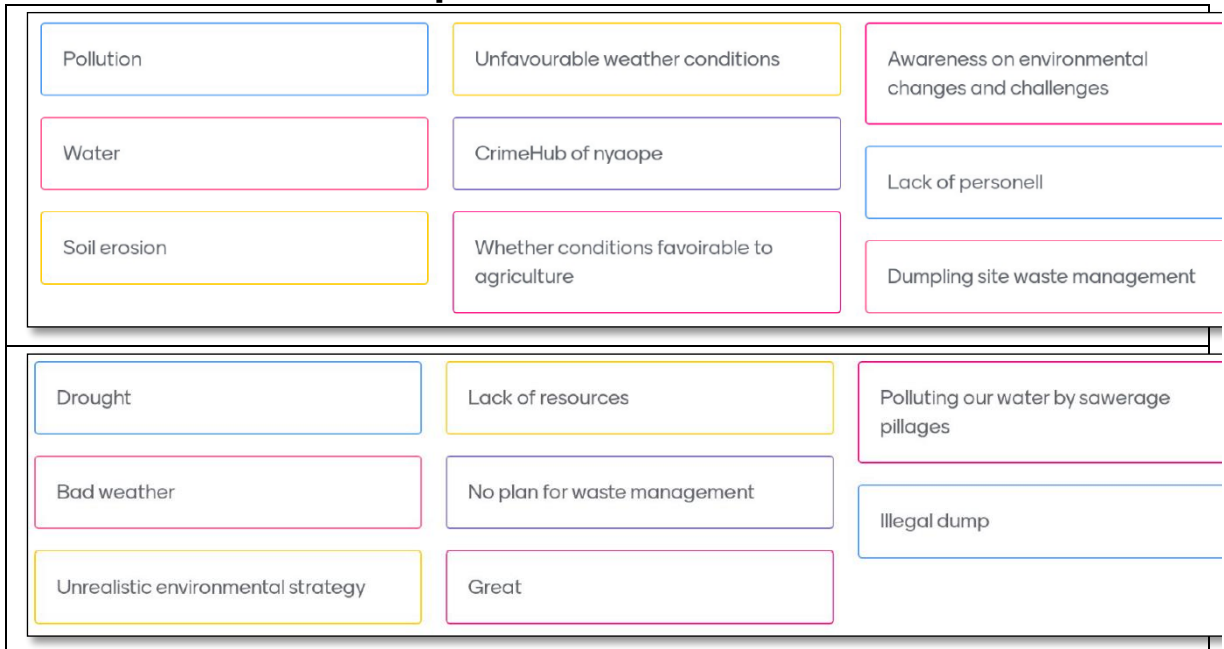 Pollution
Water
Soil erosion
Unfavourable weather conditions
CrimeHub of nyaope
Whether conditions favoirable to
agriculture
Awareness on environmental
changes and challenges
Lack of personell
Dumpling site waste management
Drought
Bad weather
Unrealistic environmental strategy
Lack of resources
No plan for waste management
Great
Polluting our water by sawerage
pillages
Illegal dump